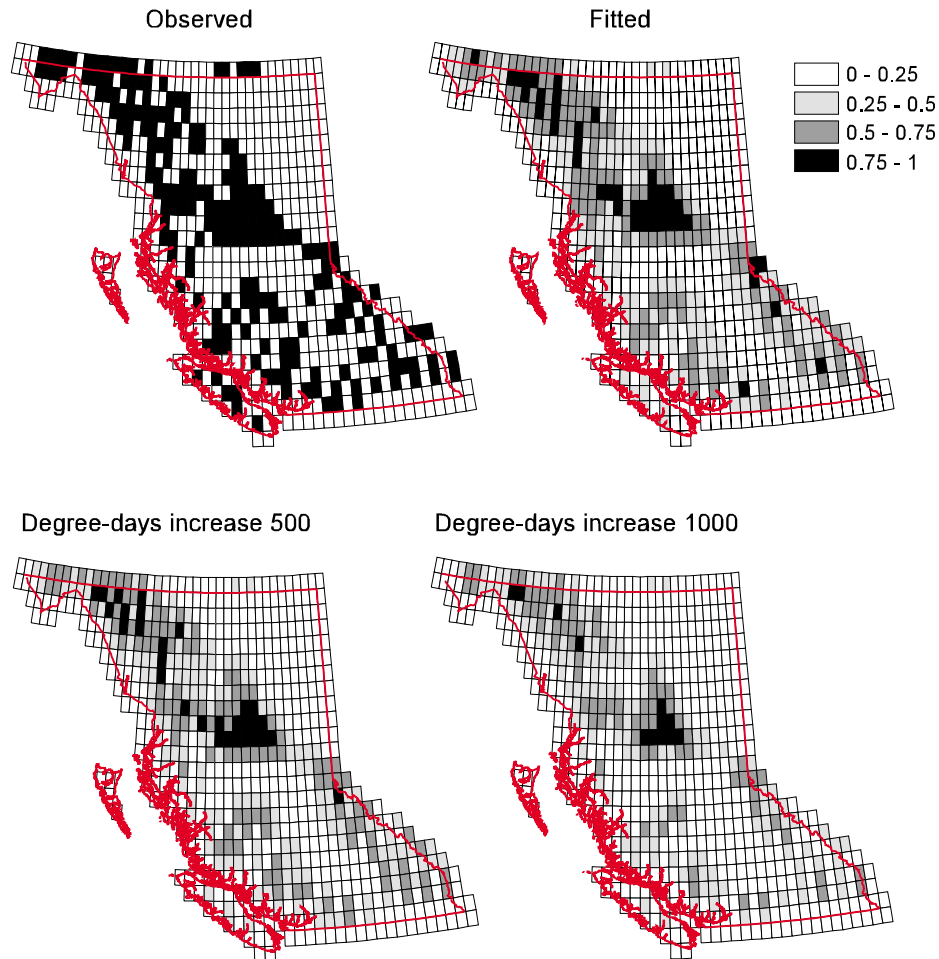 Observed
Fitted
0 - 0.25
0.25 - 0.5
0.5 - 0.75
0.75 - 1
Degree-days increase 500
Degree-days increase 1000